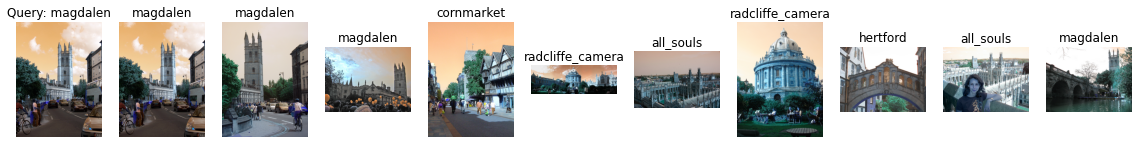 Query: magdalen
magdalen
magdalen
magdalen
cornmarket
radcliffe_camera
all_souls
radcliffe_camera
hertford
all_souls
magdalen